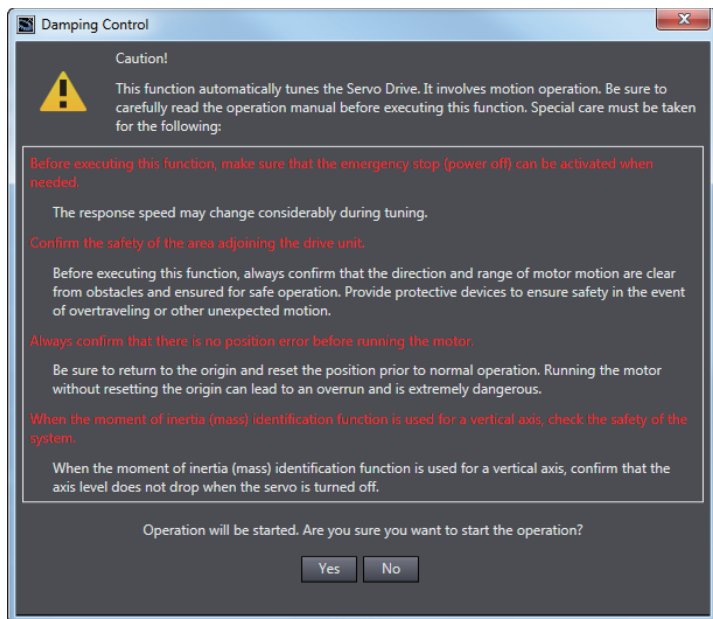 Damping Control
Caution!
This function automatically tunes the Servo Drive. It involves motion operation. Be sure to
carefully read the operation manual before executing this function. Special care must be taken
for the following:
Before executing this function, make sure that the emergency stop (power off) can be activated when
needed.
The response speed may change considerably during tuning.
Confirm the safety of the area adjoining the drive unit.
Before executing this function, always confirm that the direction and range of motor motion are clear
from obstacles and ensured for safe operation. Provide protective devices to ensure safety in the event
of overtraveling or other unexpected motion.
Always confirm that there is no position error before running the motor.
Be sure to return to the origin and reset the position prior to normal operation. Running the motor
without resetting the origin can lead to an overrun and is extremely dangerous.
When the moment of inertia (mass) identification function is used for a vertical axis, check the safety of the
system.
When the moment of inertia (mass) identification function is used for a vertical axis, confirm that the
axis level does not drop when the servo is turned off.
Operation will be started. Are you sure you want to start the operation?
Yes No